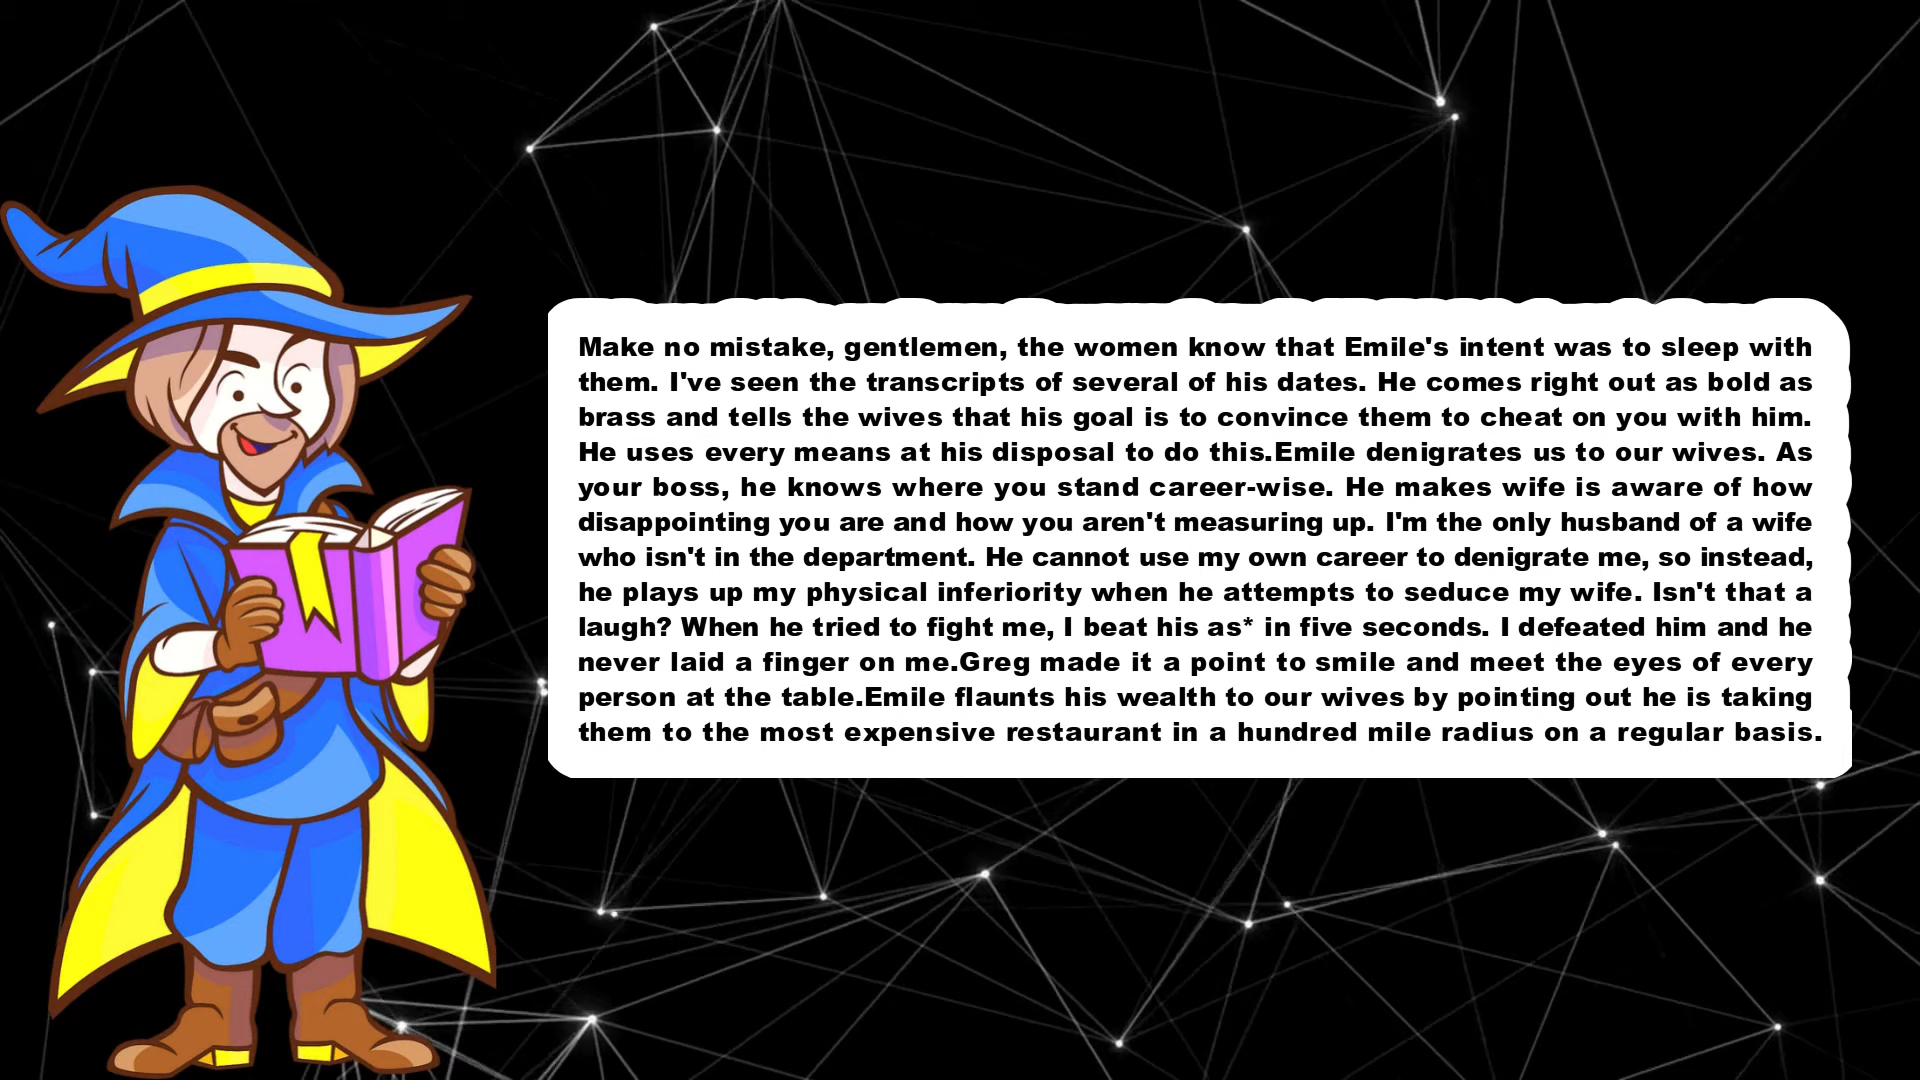 Make no mistake, gentlemen, the women know that Emile's intent was to sleep with
them. I've seen the transcripts of several of his dates. He comes right out as bold as
brass and tells the wives that his goal is to convince them to cheat on you with him.
He uses every means at his disposal to do this.Emile denigrates us to our wives. As
your boss, he knows where you stand career-wise. He makes wife is aware of how
disappointing you are and how you aren't measuring up. I'm the only husband of a wife
who isn't in the department. He cannot use my own career to denigrate me, so instead,
he plays up my physical inferiority when he attempts to seduce my wife. Isn't that a
laugh? When he tried to fight me, I beat his as* in five seconds. I defeated him and he
never laid a finger on me.Greg made it a point to smile and meet the eyes of every
person at the table.Emile flaunts his wealth to our wives by pointing out he is taking
them to the most expensive restaurant in a hundred mile radius on a regular basis.